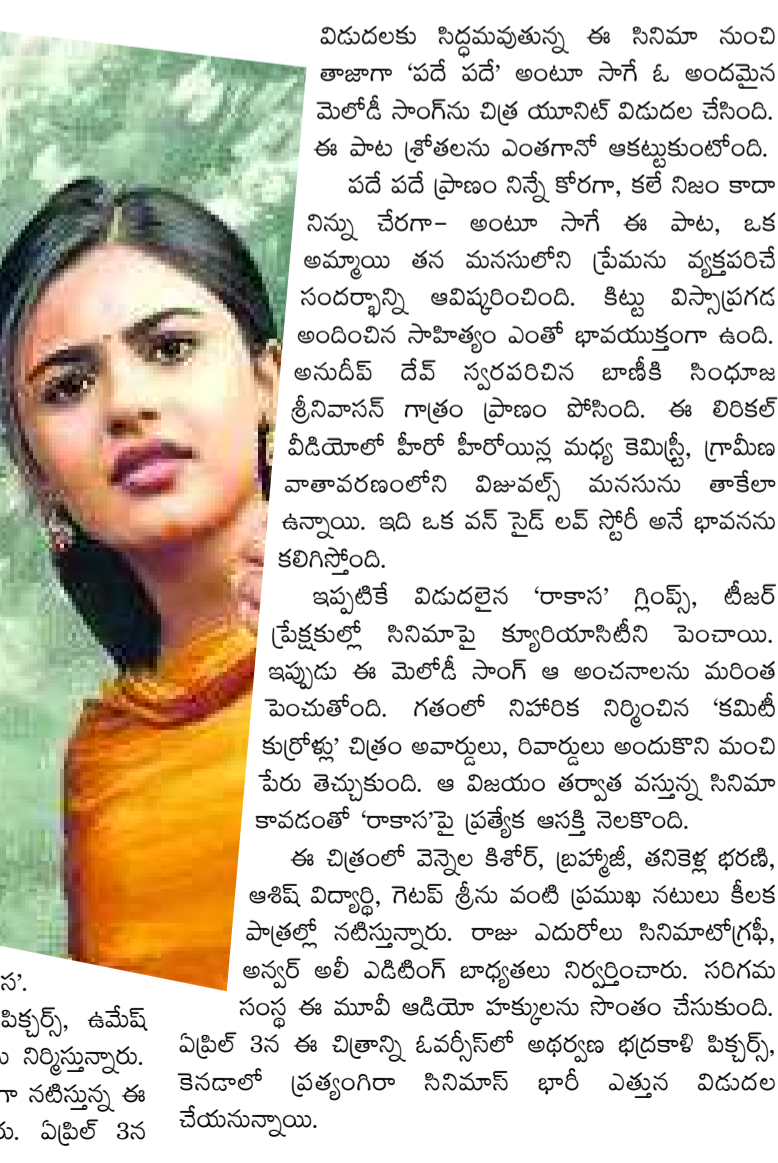 స'.
పిక్చర్స్, ఉమేష్
నిర్మిస్తున్నారు.
గా నటిస్తున్న ఈ
రు. ఏప్రిల్ 3న
విడుదలకు సిద్ధమవుతున్న ఈ సినిమా నుంచి
తాజాగా 'పదే పదే' అంటూ సాగే ఓ అందమైన
మెలోడీ సాంగ్‌ను చిత్ర యూనిట్ విడుదల చేసింది.
ఈ పాట శ్రోతలను ఎంతగానో ఆకట్టుకుంటోంది.
పదే పదే ప్రాణం నిన్నే కోరగా, కలే నిజం కాదా
నిన్ను చేరగా– అంటూ సాగే ఈ పాట, ఒక
అమ్మాయి తన మనసులోని ప్రేమను వ్యక్తపరిచే
సందర్భాన్ని ఆవిష్కరించింది. కిట్టు విస్సాప్రగడ
అందించిన సాహిత్యం ఎంతో భావయుక్తంగా ఉంది.
అనుదీప్ దేవ్ స్వరపరిచిన బాణీకి సింధూజ
శ్రీనివాసన్ గాత్రం ప్రాణం పోసింది. ఈ లిరికల్
వీడియోలో హీరో హీరోయిన్ల మధ్య కెమిస్ట్రీ, గ్రామీణ
వాతావరణంలోని విజువల్స్ మనసును తాకేలా
ఉన్నాయి. ఇది ఒక వన్ సైడ్ లవ్ స్టోరీ అనే భావనను
కలిగిస్తోంది.
ఇప్పటికే విడుదలైన 'రాకాస' గ్లింప్స్, టీజర్
ప్రేక్షకుల్లో సినిమాపై క్యూరియాసిటీని పెంచాయి.
ఇప్పుడు ఈ మెలోడీ సాంగ్ ఆ అంచనాలను మరింత
పెంచుతోంది. గతంలో నిహారిక నిర్మించిన 'కమిటీ
కుర్రోళ్లు' చిత్రం అవార్డులు, రివార్డులు అందుకొని మంచి
పేరు తెచ్చుకుంది. ఆ విజయం తర్వాత వస్తున్న సినిమా
కావడంతో 'రాకాస'పై ప్రత్యేక ఆసక్తి నెలకొంది.
ఈ చిత్రంలో వెన్నెల కిశోర్, బ్రహ్మాజీ, తనికెళ్ల భరణి,
ఆశిష్ విద్యార్థి, గెటప్ శ్రీను వంటి ప్రముఖ నటులు కీలక
పాత్రల్లో నటిస్తున్నారు. రాజు ఎదురోలు సినిమాటోగ్రఫీ,
అన్వర్ అలీ ఎడిటింగ్ బాధ్యతలు నిర్వర్తించారు. సరిగమ
సంస్థ ఈ మూవీ ఆడియో హక్కులను సొంతం చేసుకుంది.
ఏప్రిల్ 3న ఈ చిత్రాన్ని ఓవర్సీస్‌లో అథర్వణ భద్రకాళి పిక్చర్స్,
కెనడాలో ప్రత్యంగిరా సినిమాస్ భారీ ఎత్తున విడుదల
చేయనున్నాయి.